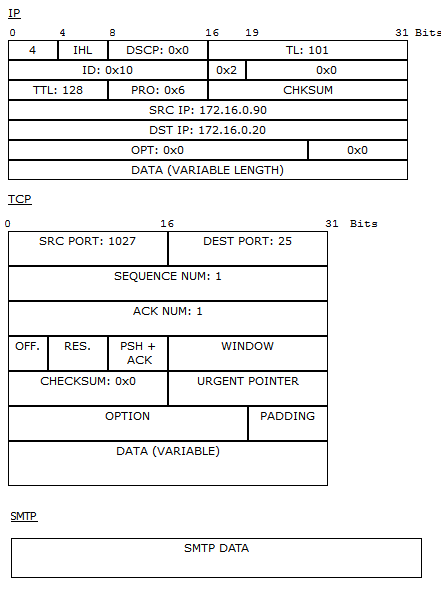 IP
0 4 8 16 19 31 Bits
4 IHL DSCP: 0x0 TL: 101
ID: 0x10 0x2 0x0
TTL: 128 PRO: 0x6 CHKSUM
SRC IP: 172.16.0.90
DST IP: 172.16.0.20
OPT: 0x0 0x0
DATA (VARIABLE LENGTH)
TCP
0 16 31 Bits
SRC PORT: 1027 DEST PORT: 25
SEQUENCE NUM: 1
ACK NUM: 1
OFF. RES. PSH + ACK WINDOW
CHECKSUM: 0x0 URGENT POINTER
OPTION PADDING
DATA (VARIABLE)
SMTP
SMTP DATA